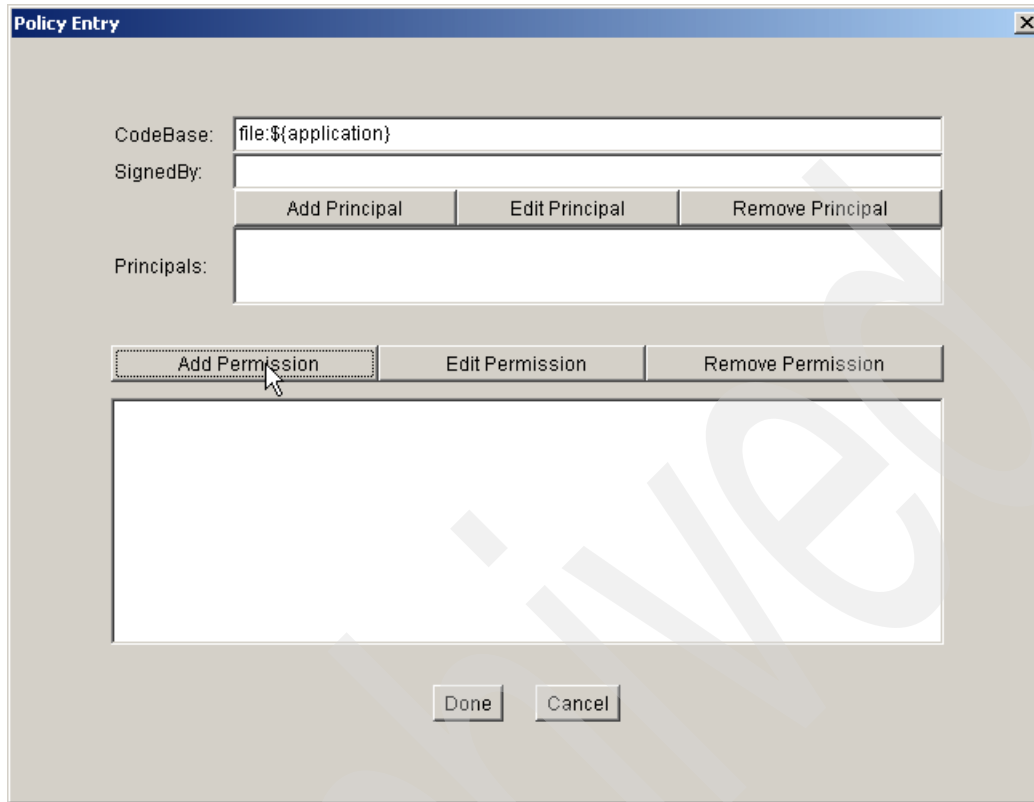 Policy Entry
CodeBase: file:${application}
SignedBy:
Add Principal Edit Principal Remove Principal
Principals:
Add Permission Edit Permission Remove Permission
Done Cancel